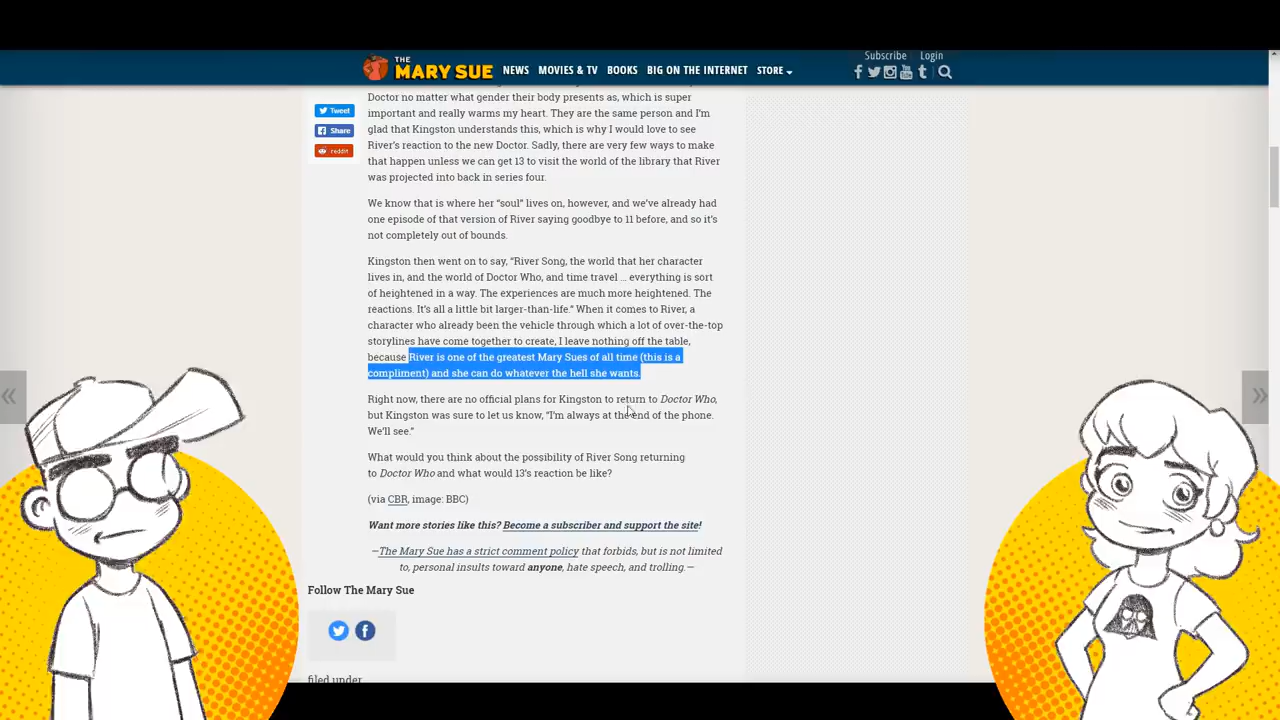 Subscribe Login
THE
MARY SUE
NEWS MOVIES & TV BOOKS BIG ON THE INTERNET STORE
Tweet
Share
reddit
Doctor no matter what gender their body presents as, which is super
important and really warms my heart. They are the same person and I'm
glad that Kingston understands this, which is why I would love to see
River's reaction to the new Doctor. Sadly, there are very few ways to make
that happen unless we can get 13 to visit the world of the library that River
was projected into back in series four.
We know that is where her “soul” lives on, however, and we've already had
one episode of that version of River saying goodbye to 11 before, and so it's
not completely out of bounds.
Kingston then went on to say, “River Song, the world that her character
lives in, and the world of Doctor Who, and time travel ... everything is sort
of heightened in a way. The experiences are much more heightened. The
reactions. It's all a little bit larger-than-life.” When it comes to River, a
character who already been the vehicle through which a lot of over-the-top
storylines have come together to create, I leave nothing off the table,
because River is one of the greatest Mary Sues of all time (this is a
compliment) and she can do whatever the hell she wants.
Right now, there are no official plans for Kingston to return to Doctor Who,
but Kingston was sure to let us know, “I'm always at the end of the phone.
We'll see.”
What would you think about the possibility of River Song returning
to Doctor Who and what would 13's reaction be like?
(via CBR, image: BBC)
Want more stories like this? Become a subscriber and support the site!
—The Mary Sue has a strict comment policy that forbids, but is not limited
to, personal insults toward anyone, hate speech, and trolling.—
Follow The Mary Sue
filed under